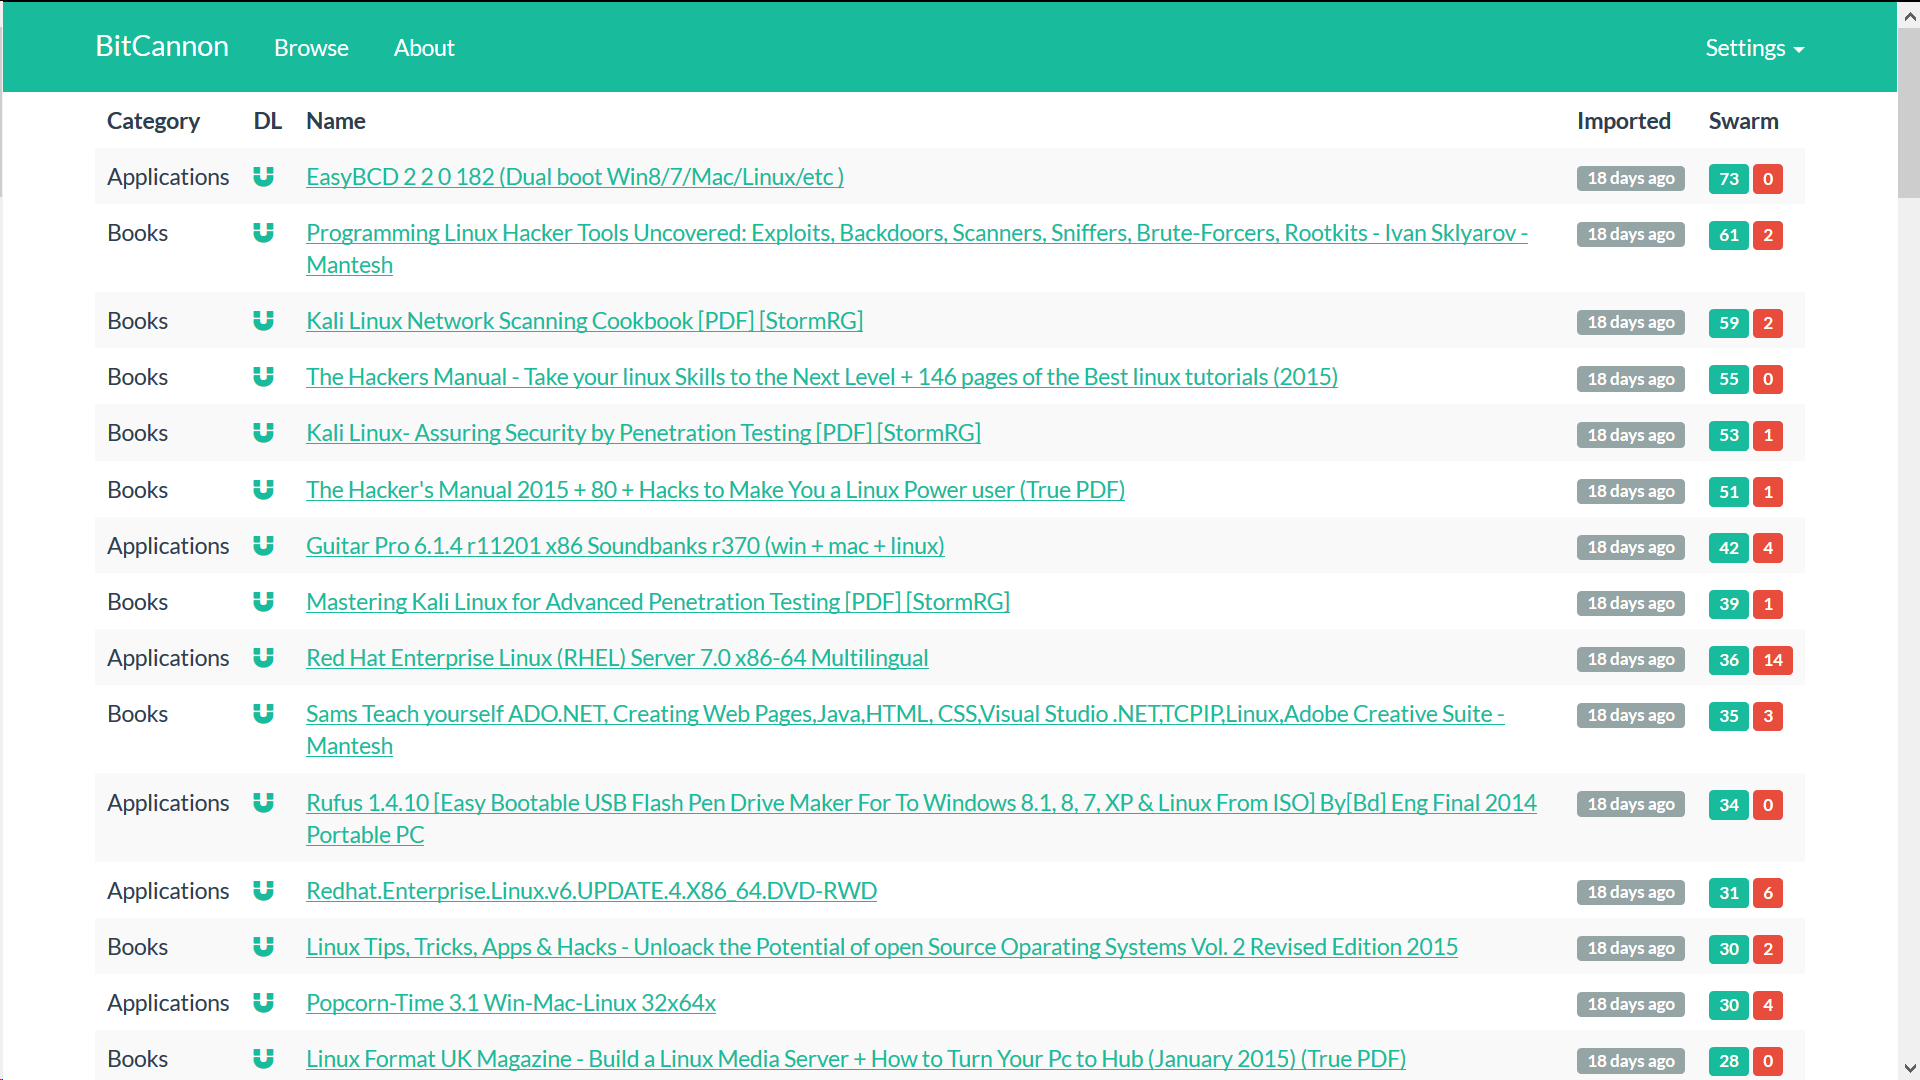 BitCannon Browse About Settings
Category DL Name Imported Swarm
Applications EasyBCD 2 2 0 182 (Dual boot Win8/7/Mac/Linux/etc ) 18 days ago 73 0
Books Programming Linux Hacker Tools Uncovered: Exploits, Backdoors, Scanners, Sniffers, Brute-Forcers, Rootkits - Ivan Sklyarov - 18 days ago 61 2
Mantesh
Books Kali Linux Network Scanning Cookbook [PDF] [StormRG] 18 days ago 59 2
Books The Hackers Manual - Take your linux Skills to the Next Level + 146 pages of the Best linux tutorials (2015) 18 days ago 55 0
Books Kali Linux- Assuring Security by Penetration Testing [PDF] [StormRG] 18 days ago 53 1
Books The Hacker's Manual 2015 + 80 + Hacks to Make You a Linux Power user (True PDF) 18 days ago 51 1
Applications Guitar Pro 6.1.4 r11201 x86 Soundbanks r370 (win + mac + linux) 18 days ago 42 4
Books Mastering Kali Linux for Advanced Penetration Testing [PDF] [StormRG] 18 days ago 39 1
Applications Red Hat Enterprise Linux (RHEL) Server 7.0 x86-64 Multilingual 18 days ago 36 14
Books Sams Teach yourself ADO.NET, Creating Web Pages,Java,HTML, CSS,Visual Studio .NET,TCPIP,Linux,Adobe Creative Suite - 18 days ago 35 3
Mantesh
Applications Rufus 1.4.10 [Easy Bootable USB Flash Pen Drive Maker For To Windows 8.1, 8, 7, XP & Linux From ISO] By[Bd] Eng Final 2014 18 days ago 34 0
Portable PC
Applications Redhat.Enterprise.Linux.v6.UPDATE.4.X86_64.DVD-RWD 18 days ago 31 6
Books Linux Tips, Tricks, Apps & Hacks - Unloack the Potential of open Source Oparating Systems Vol. 2 Revised Edition 2015 18 days ago 30 2
Applications Popcorn-Time 3.1 Win-Mac-Linux 32x64x 18 days ago 30 4
Books Linux Format UK Magazine - Build a Linux Media Server + How to Turn Your Pc to Hub (January 2015) (True PDF) 18 days ago 28 0